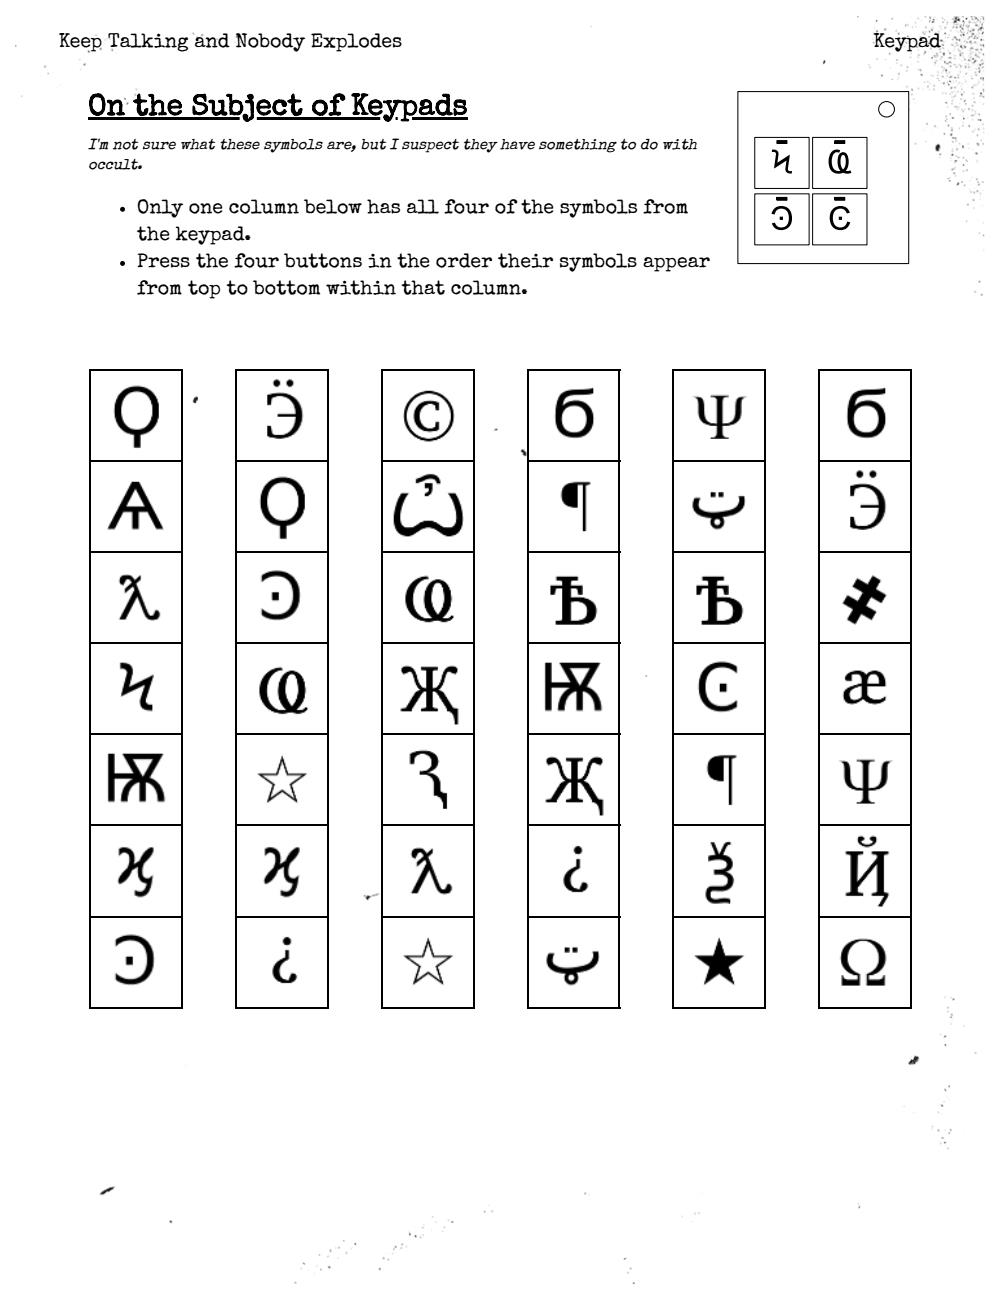 Keep Talking and Nobody Explodes
Keypad
On the Subject of Keypads
I'm not sure what these symbols are, but I suspect they have something to do with
occult.
• Only one column below has all four of the symbols from
the keypad.
• Press the four buttons in the order their symbols appear
from top to bottom within that column.
Ϟ Ҩ
Ͽ Ͼ
Ϙ Ӭ © б Ψ б
Ѧ Ϙ Ѽ ¶ ټ Ӭ
ƛ Ͽ Ҩ Ѣ Ѣ ҂
Ϟ Ҩ Җ Ѭ Ͼ æ
Ѭ ☆ Ԇ Җ ¶ Ψ
ϗ ϗ ƛ ¿ Ѯ Ҋ
Ͽ ¿ ☆ ټ ★ Ω